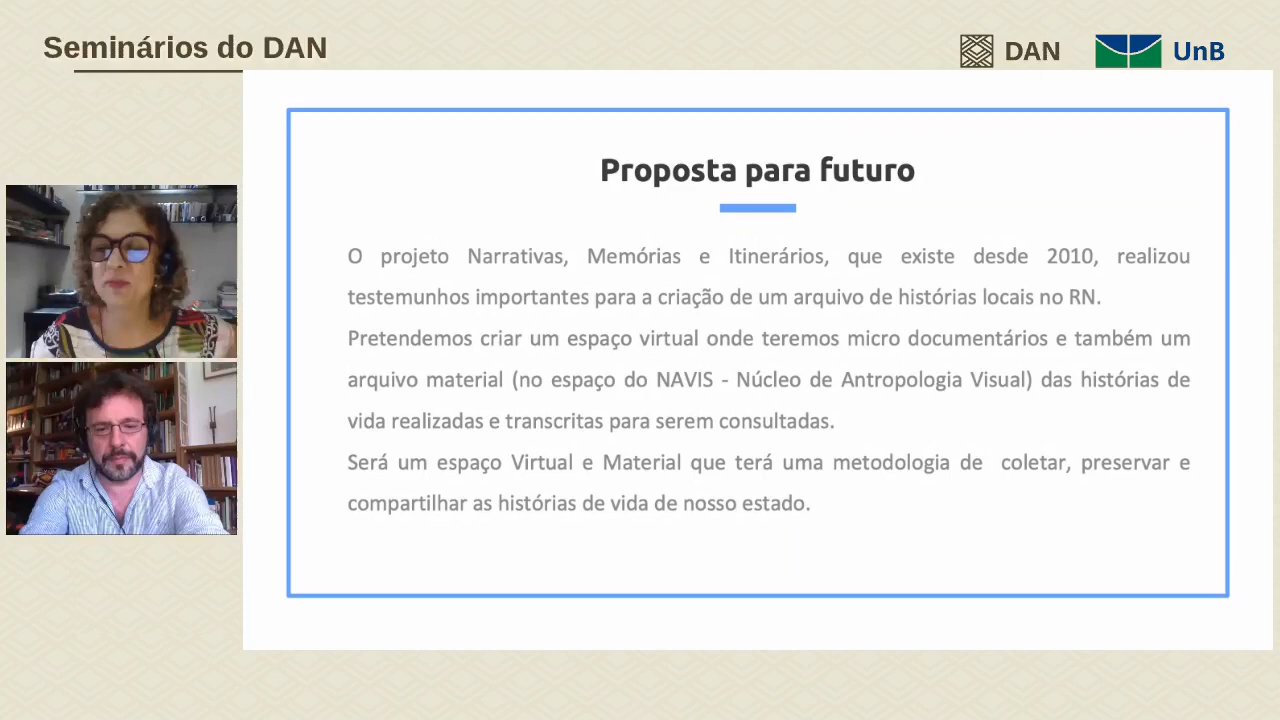 Seminários do DAN
DAN
UnB
Proposta para futuro
O projeto Narrativas, Memórias e Itinerários, que existe desde 2010, realizou
testemunhos importantes para a criação de um arquivo de histórias locais no RN.
Pretendemos criar um espaço virtual onde teremos micro documentários e também um
arquivo material (no espaço do NAVIS - Núcleo de Antropologia Visual) das histórias de
vida realizadas e transcritas para serem consultadas.
Será um espaço Virtual e Material que terá uma metodologia de coletar, preservar e
compartilhar as histórias de vida de nosso estado.